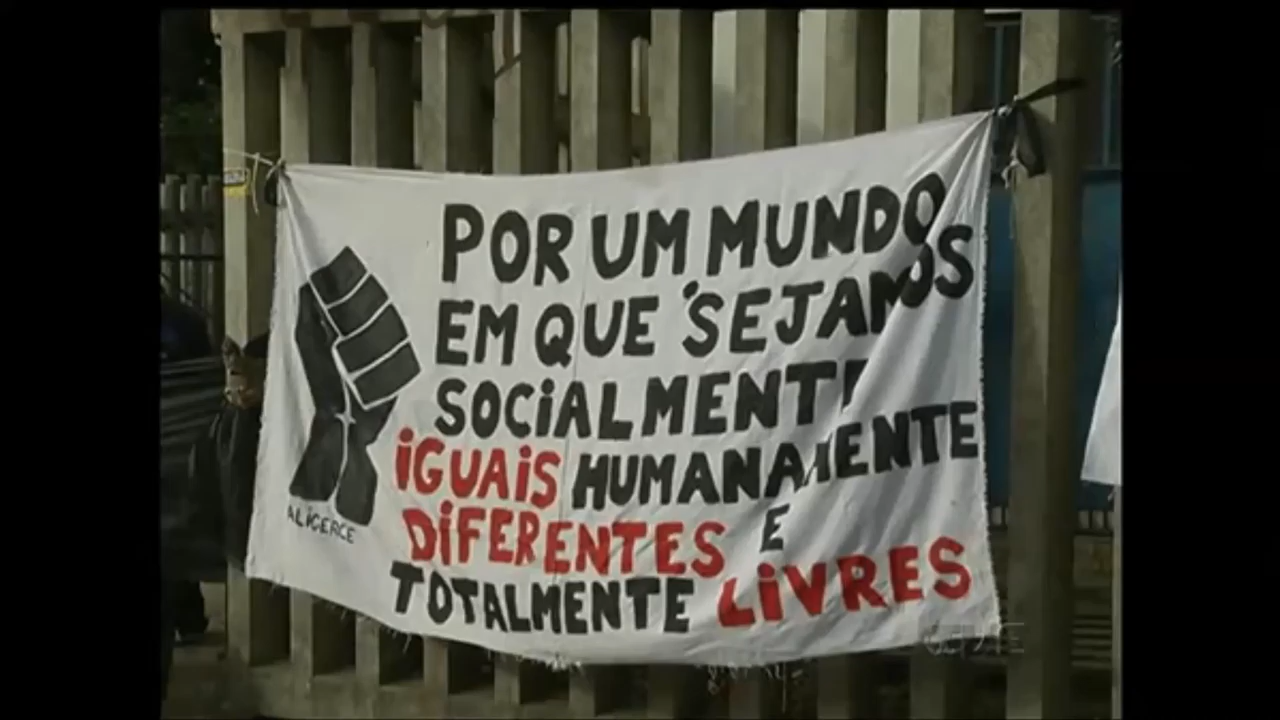 POR UM MUNDO
EM QUE SEJAMOS
SOCIALMENTE
iGUAiS HUMANAMENTE
DiFERENTES E
TOTALMENTE LiVRES
ALiCERCE